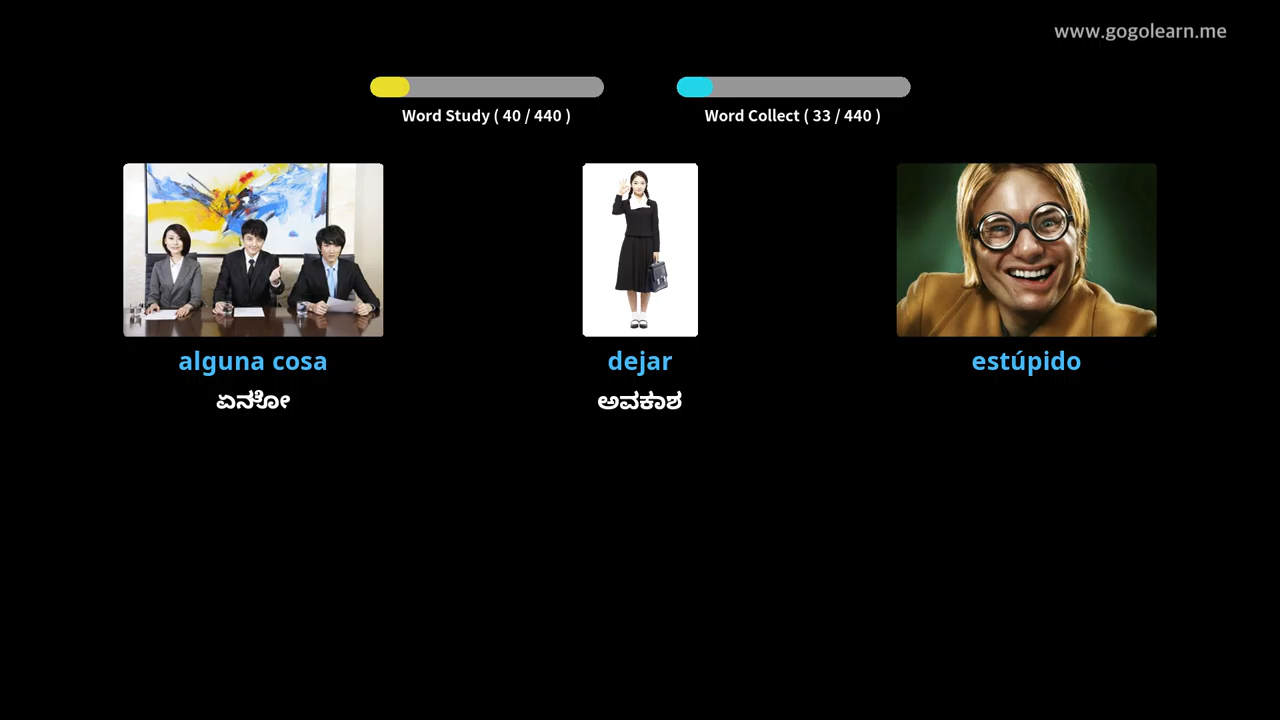 www.gogolearn.me
Word Study ( 40 / 440 )
Word Collect ( 33 / 440 )
alguna cosa
dejar
estúpido
ಏನೋ
ಅವಕಾಶ